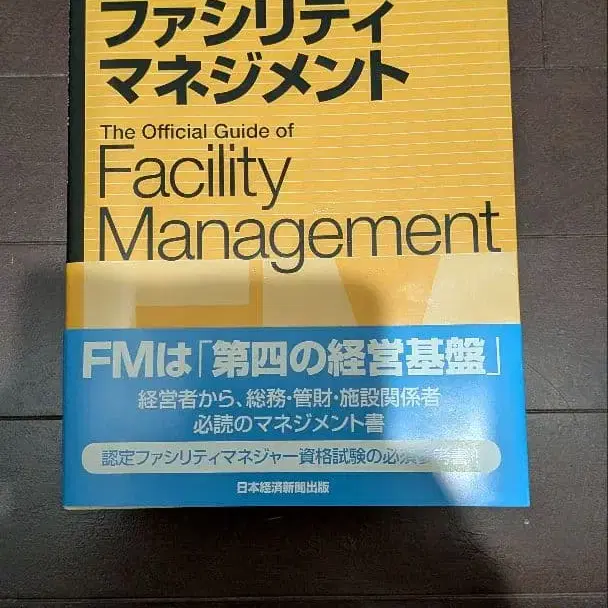 ファシリティ
マネジメント
The Official Guide of
Facility
Management
FM
FMは「第四の経営基盤」
経営者から、総務・管財・施設関係者
必読のマネジメント書
認定ファシリティマネジャー資格試験の必須
日本経済新聞出版